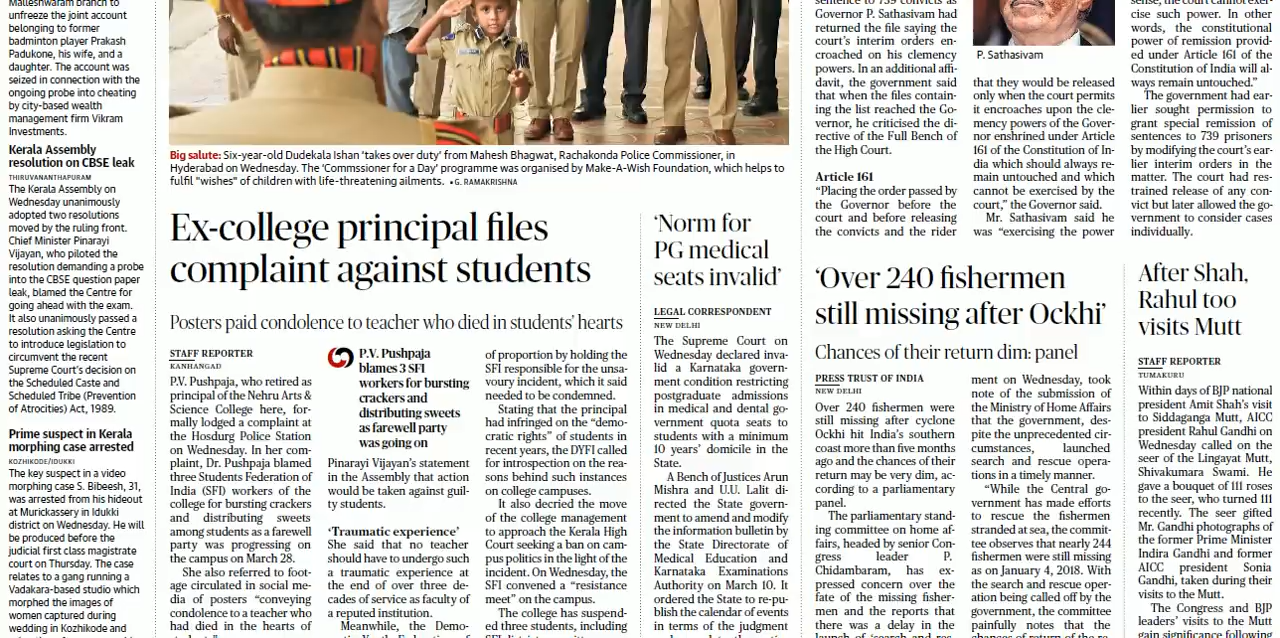 Malleswaram branch to
unfreeze the joint account
belonging to former
badminton player Prakash
Padukone, his wife, and a
daughter. The account was
seized in connection with the
ongoing probe into cheating
by city-based wealth
management firm Vikram
Investments.
Kerala Assembly
resolution on CBSE leak
THIRUVANANTHAPURAM
The Kerala Assembly on
Wednesday unanimously
adopted two resolutions
moved by the ruling front.
Chief Minister Pinarayi
Vijayan, who piloted the
resolution demanding a probe
into the CBSE question paper
leak, blamed the Centre for
going ahead with the exam.
It also unanimously passed a
resolution asking the Centre
to introduce legislation to
circumvent the recent
Supreme Court's decision on
the Scheduled Caste and
Scheduled Tribe (Prevention
of Atrocities) Act, 1989.
Prime suspect in Kerala
morphing case arrested
KOZHIKODE/IDUKKI
The key suspect in a video
morphing case S. Bibeesh, 31,
was arrested from his hideout
at Murickassery in Idukki
district on Wednesday. He will
be produced before the
judicial first class magistrate
court on Thursday. The case
relates to a gang running a
Vadakara-based studio which
morphed the images of
women captured during
wedding in Kozhikode and
Big salute: Six-year-old Dudekala Ishan 'takes over duty' from Mahesh Bhagwat, Rachakonda Police Commissioner, in
Hyderabad on Wednesday. The 'Commssioner for a Day' programme was organised by Make-A-Wish Foundation, which helps to
fulfil "wishes" of children with life-threatening ailments. • G. RAMAKRISHNA
Ex-college principal files
complaint against students
Posters paid condolence to teacher who died in students' hearts
STAFF REPORTER
KANHANGAD
P.V. Pushpaja, who retired as
principal of the Nehru Arts &
Science College here, for-
mally lodged a complaint at
the Hosdurg Police Station
on Wednesday. In her com-
plaint, Dr. Pushpaja blamed
three Students Federation of
India (SFI) workers of the
college for bursting crackers
and distributing sweets
among students as a farewell
party was progressing on
the campus on March 28.
She also referred to foot-
age circulated in social me-
dia of posters "conveying
condolence to a teacher who
had died in the hearts of
P.V. Pushpaja
blames 3 SFI
workers for bursting
crackers and
distributing sweets
as farewell party
was going on
Pinarayi Vijayan's statement
in the Assembly that action
would be taken against guil-
ty students.
'Traumatic experience'
She said that no teacher
should have to undergo such
a traumatic experience at
the end of over three de-
cades of service as faculty of
a reputed institution.
Meanwhile, the Demo-
of proportion by holding the
SFI responsible for the unsa-
voury incident, which it said
needed to be condemned.
Stating that the principal
had infringed on the "demo-
cratic rights" of students in
recent years, the DYFI called
for introspection on the rea-
sons behind such instances
on college campuses.
It also decried the move
of the college management
to approach the Kerala High
Court seeking a ban on cam-
pus politics in the light of the
incident. On Wednesday, the
SFI convened a "resistance
meet" on the campus.
The college has suspend-
ed three students, including
'Norm for
PG medical
seats invalid'
LEGAL CORRESPONDENT
NEW DELHI
The Supreme Court on
Wednesday declared inva-
lid a Karnataka govern-
ment condition restricting
postgraduate admissions
in medical and dental go-
vernment quota seats to
students with a minimum
10 years' domicile in the
State.
A Bench of Justices Arun
Mishra and U.U. Lalit di-
rected the State govern-
ment to amend and modify
the information bulletin by
the State Directorate of
Medical Education and
Karnataka Examinations
Authority on March 10. It
ordered the State to re-pu-
blish the calendar of events
in terms of the judgment
sentence to 739 convicts as
Governor P. Sathasivam had
returned the file saying the
court's interim orders en-
croached on his clemency
powers. In an additional affi-
davit, the government said
that when the files contain-
ing the list reached the Go-
vernor, he criticised the di-
rective of the Full Bench of
the High Court.
Article 161
"Placing the order passed by
the Governor before the
court and before releasing
the convicts and the rider
P. Sathasivam
that they would be released
only when the court permits
it encroaches upon the cle-
mency powers of the Gover-
nor enshrined under Article
161 of the Constitution of In-
dia which should always re-
main untouched and which
cannot be exercised by the
court," the Governor said.
Mr. Sathasivam said he
was "exercising the power
sense, the court cannot exer-
cise such power. In other
words, the constitutional
power of remission provid-
ed under Article 161 of the
Constitution of India will al-
ways remain untouched."
The government had ear-
lier sought permission to
grant special remission of
sentences to 739 prisoners
by modifying the court's ear-
lier interim orders in the
matter. The court had res-
trained release of any con-
vict but later allowed the go-
vernment to consider cases
individually.
'Over 240 fishermen
still missing after Ockhi'
Chances of their return dim: panel
PRESS TRUST OF INDIA
NEW DELHI
Over 240 fishermen were
still missing after cyclone
Ockhi hit India's southern
coast more than five months
ago and the chances of their
return may be very dim, ac-
cording to a parliamentary
panel.
The parliamentary stand-
ing committee on home af-
fairs, headed by senior Con-
gress leader P.
Chidambaram, has ex-
pressed concern over the
fate of the missing fisher-
men and the reports that
there was a delay in the
ment on Wednesday, took
note of the submission of
the Ministry of Home Affairs
that the government, des-
pite the unprecedented cir-
cumstances, launched
search and rescue opera-
tions in a timely manner.
"While the Central go-
vernment has made efforts
to rescue the fishermen
stranded at sea, the commit-
tee observes that nearly 244
fishermen were still missing
as on January 4, 2018. With
the search and rescue oper-
ation being called off by the
government, the committee
painfully notes that the
chances of return of the re-
After Shah,
Rahul too
visits Mutt
STAFF REPORTER
TUMAKURU
Within days of BJP national
president Amit Shah's visit
to Siddaganga Mutt, AICC
president Rahul Gandhi on
Wednesday called on the
seer of the Lingayat Mutt,
Shivakumara Swami. He
gave a bouquet of 111 roses
to the seer, who turned 111
recently. The seer gifted
Mr. Gandhi photographs of
the former Prime Minister
Indira Gandhi and former
AICC president Sonia
Gandhi, taken during their
visits to the Mutt.
The Congress and BJP
leaders' visit to the Mutt
gain significance following